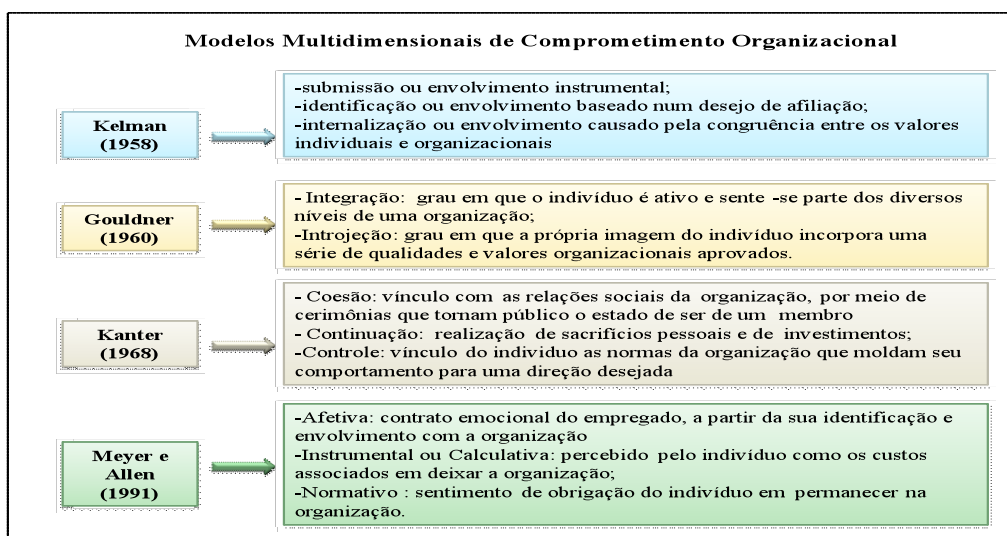 Modelos Multidimensionais de Comprometimento Organizacional
Kelman
(1958)
-submissão ou envolvimento instrumental;
-identificação ou envolvimento baseado num desejo de afiliação;
-internalização ou envolvimento causado pela congruência entre os valores
individuais e organizacionais
Gouldner
(1960)
- Integração: grau em que o indivíduo é ativo e sente -se parte dos diversos
níveis de uma organização;
-Introjeção: grau em que a própria imagem do indivíduo incorpora uma
série de qualidades e valores organizacionais aprovados.
Kanter
(1968)
- Coesão: vínculo com as relações sociais da organização, por meio de
cerimônias que tornam público o estado de ser de um membro
- Continuação: realização de sacrifícios pessoais e de investimentos;
-Controle: vínculo do individuo as normas da organização que moldam seu
comportamento para uma direção desejada
Meyer e
Allen
(1991)
-Afetiva: contrato emocional do empregado, a partir da sua identificação e
envolvimento com a organização
-Instrumental ou Calculativa: percebido pelo indivíduo como os custos
associados em deixar a organização;
-Normativo : sentimento de obrigação do indivíduo em permanecer na
organização.